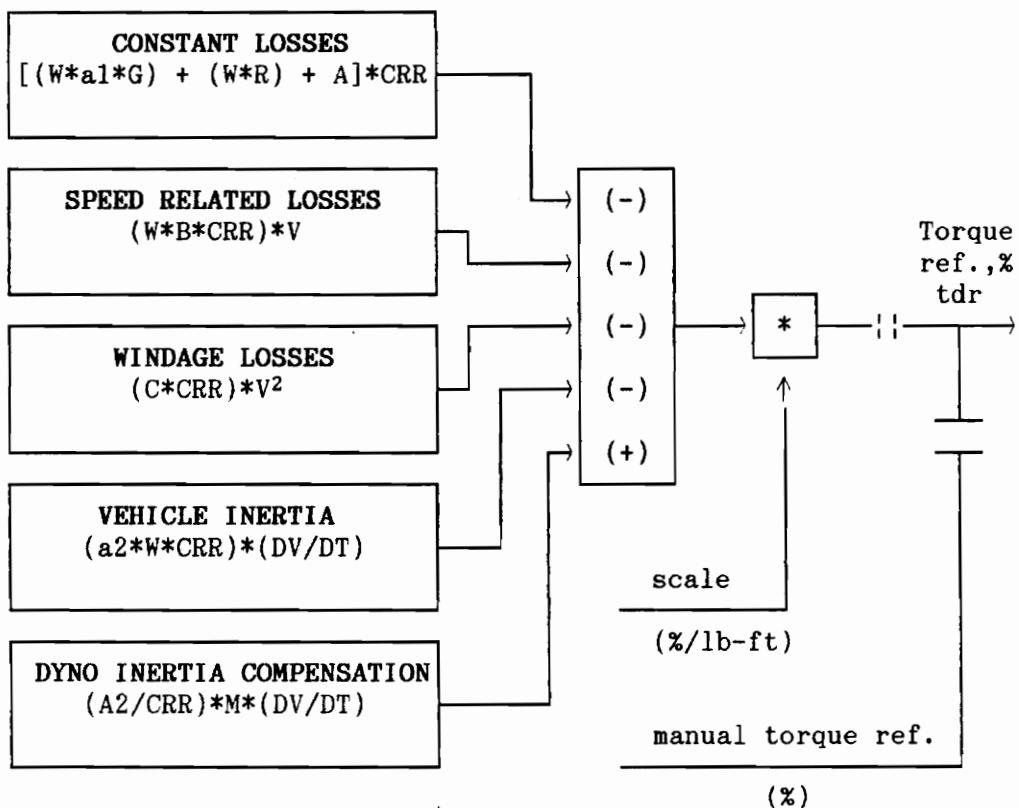 CONSTANT LOSSES
[(W*a1*G) + (W*R) + A]*CRR
SPEED RELATED LOSSES
(W*B*CRR)*V
WINDAGE LOSSES
(C*CRR)*V²
VEHICLE INERTIA
(a2*W*CRR)*(DV/DT)
DYNO INERTIA COMPENSATION
(A2/CRR)*M*(DV/DT)
(-)
(-)
(-)
(-)
(+)
*
Torque
ref.,%
tdr
scale
(%/lb-ft)
manual torque ref.
(%)